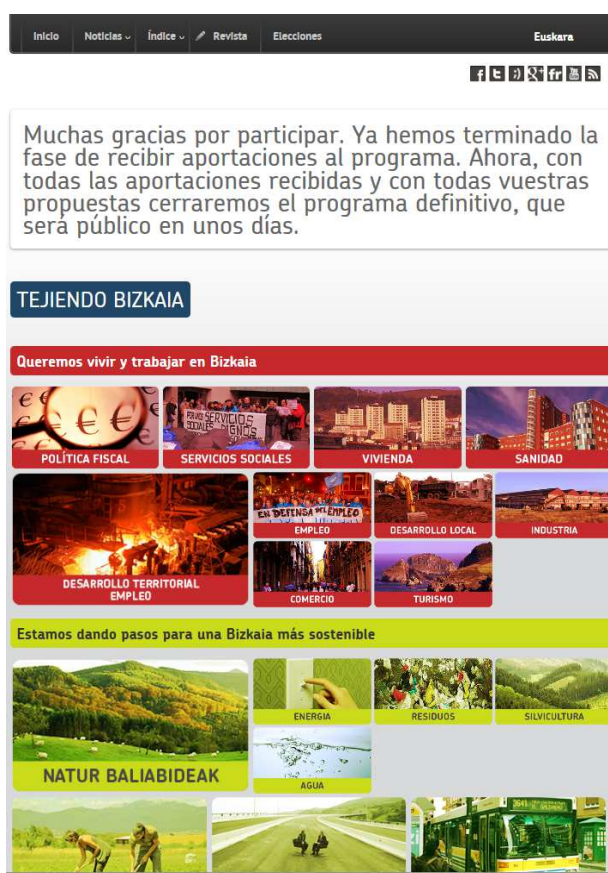 Inicio Noticias Índice Revista Elecciones Euskara
Muchas gracias por participar. Ya hemos terminado la
fase de recibir aportaciones al programa. Ahora, con
todas las aportaciones recibidas y con todas vuestras
propuestas cerraremos el programa definitivo, que
será público en unos días.
TEJIENDO BIZKAIA
Queremos vivir y trabajar en Bizkaia
SERVICIOS
SOCIALES DIGNOS
POLÍTICA FISCAL SERVICIOS SOCIALES VIVIENDA SANIDAD
EN DEFENSA DEL EMPLEO
EMPLEO DESARROLLO LOCAL INDUSTRIA
DESARROLLO TERRITORIAL
EMPLEO
COMERCIO TURISMO
Estamos dando pasos para una Bizkaia más sostenible
ENERGIA RESIDUOS SILVICULTURA
NATUR BALIABIDEAK
AGUA
3641